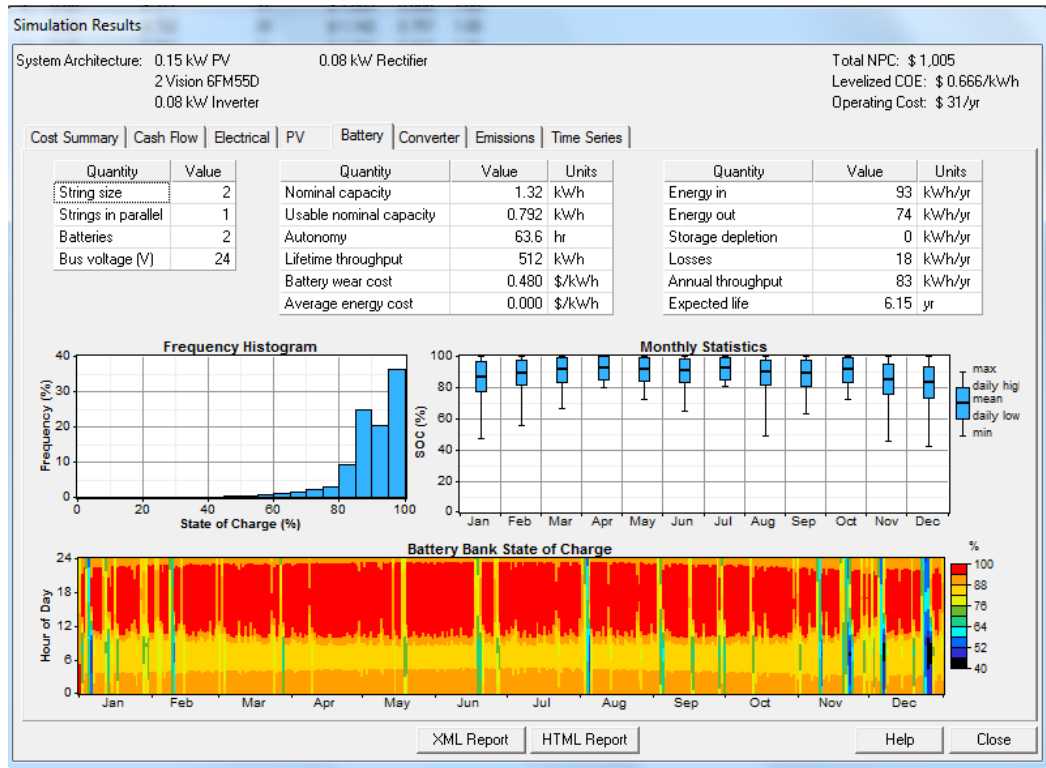 Simulation Results
System Architecture: 0.15 kW PV 0.08 kW Rectifier Total NPC: $ 1,005
2 Vision 6FM55D Levelized COE: $ 0.666/kWh
0.08 kW Inverter Operating Cost: $ 31/yr
Cost Summary Cash Flow Electrical PV Battery Converter Emissions Time Series
Quantity Value Quantity Value Units Quantity Value Units
String size 2 Nominal capacity 1.32 kWh Energy in 93 kWh/yr
Strings in parallel 1 Usable nominal capacity 0.792 kWh Energy out 74 kWh/yr
Batteries 2 Autonomy 63.6 hr Storage depletion 0 kWh/yr
Bus voltage (V) 24 Lifetime throughput 512 kWh Losses 18 kWh/yr
Battery wear cost 0.480 $/kWh Annual throughput 83 kWh/yr
Average energy cost 0.000 $/kWh Expected life 6.15 yr
Frequency Histogram
40
30
20
10
0
Frequency (%)
0 20 40 60 80 100
State of Charge (%)
Monthly Statistics
100
80
60
40
20
0
SOC (%)
Jan Feb Mar Apr May Jun Jul Aug Sep Oct Nov Dec
max
daily hig
mean
daily low
min
Battery Bank State of Charge
24
18
12
6
0
Hour of Day
Jan Feb Mar Apr May Jun Jul Aug Sep Oct Nov Dec
%
100
88
76
64
52
40
XML Report HTML Report Help Close